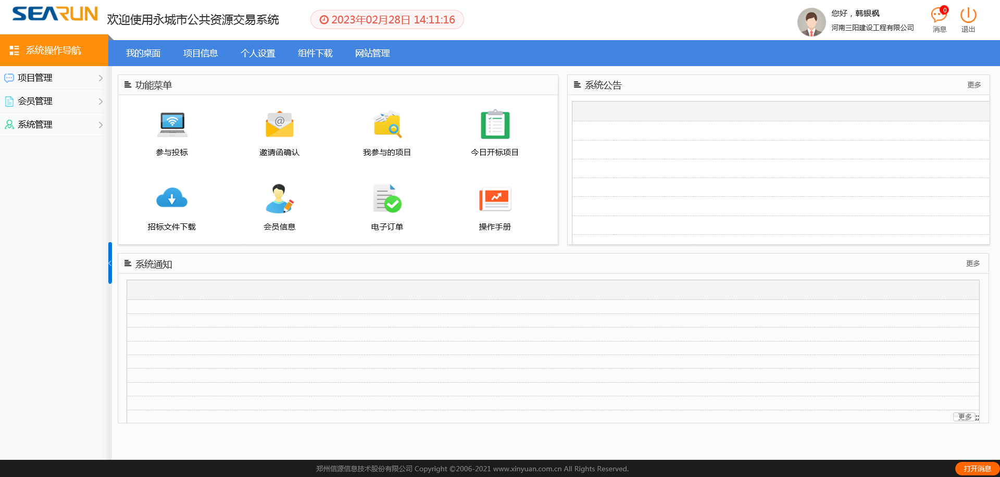 SEARUN
欢迎使用永城市公共资源交易系统
2023年02月28日 14:11:16
您好，韩银枫
河南三阳建设工程有限公司
0
消息
退出
系统操作导航
我的桌面
项目信息
个人设置
组件下载
网站管理
项目管理
会员管理
系统管理
功能菜单
参与投标
邀请函确认
我参与的项目
今日开标项目
招标文件下载
会员信息
电子订单
操作手册
系统公告
更多
系统通知
更多
更多;;
郑州信源信息技术股份有限公司 Copyright ©2006-2021 www.xinyuan.com.cn All Rights Reserved.
打开消息